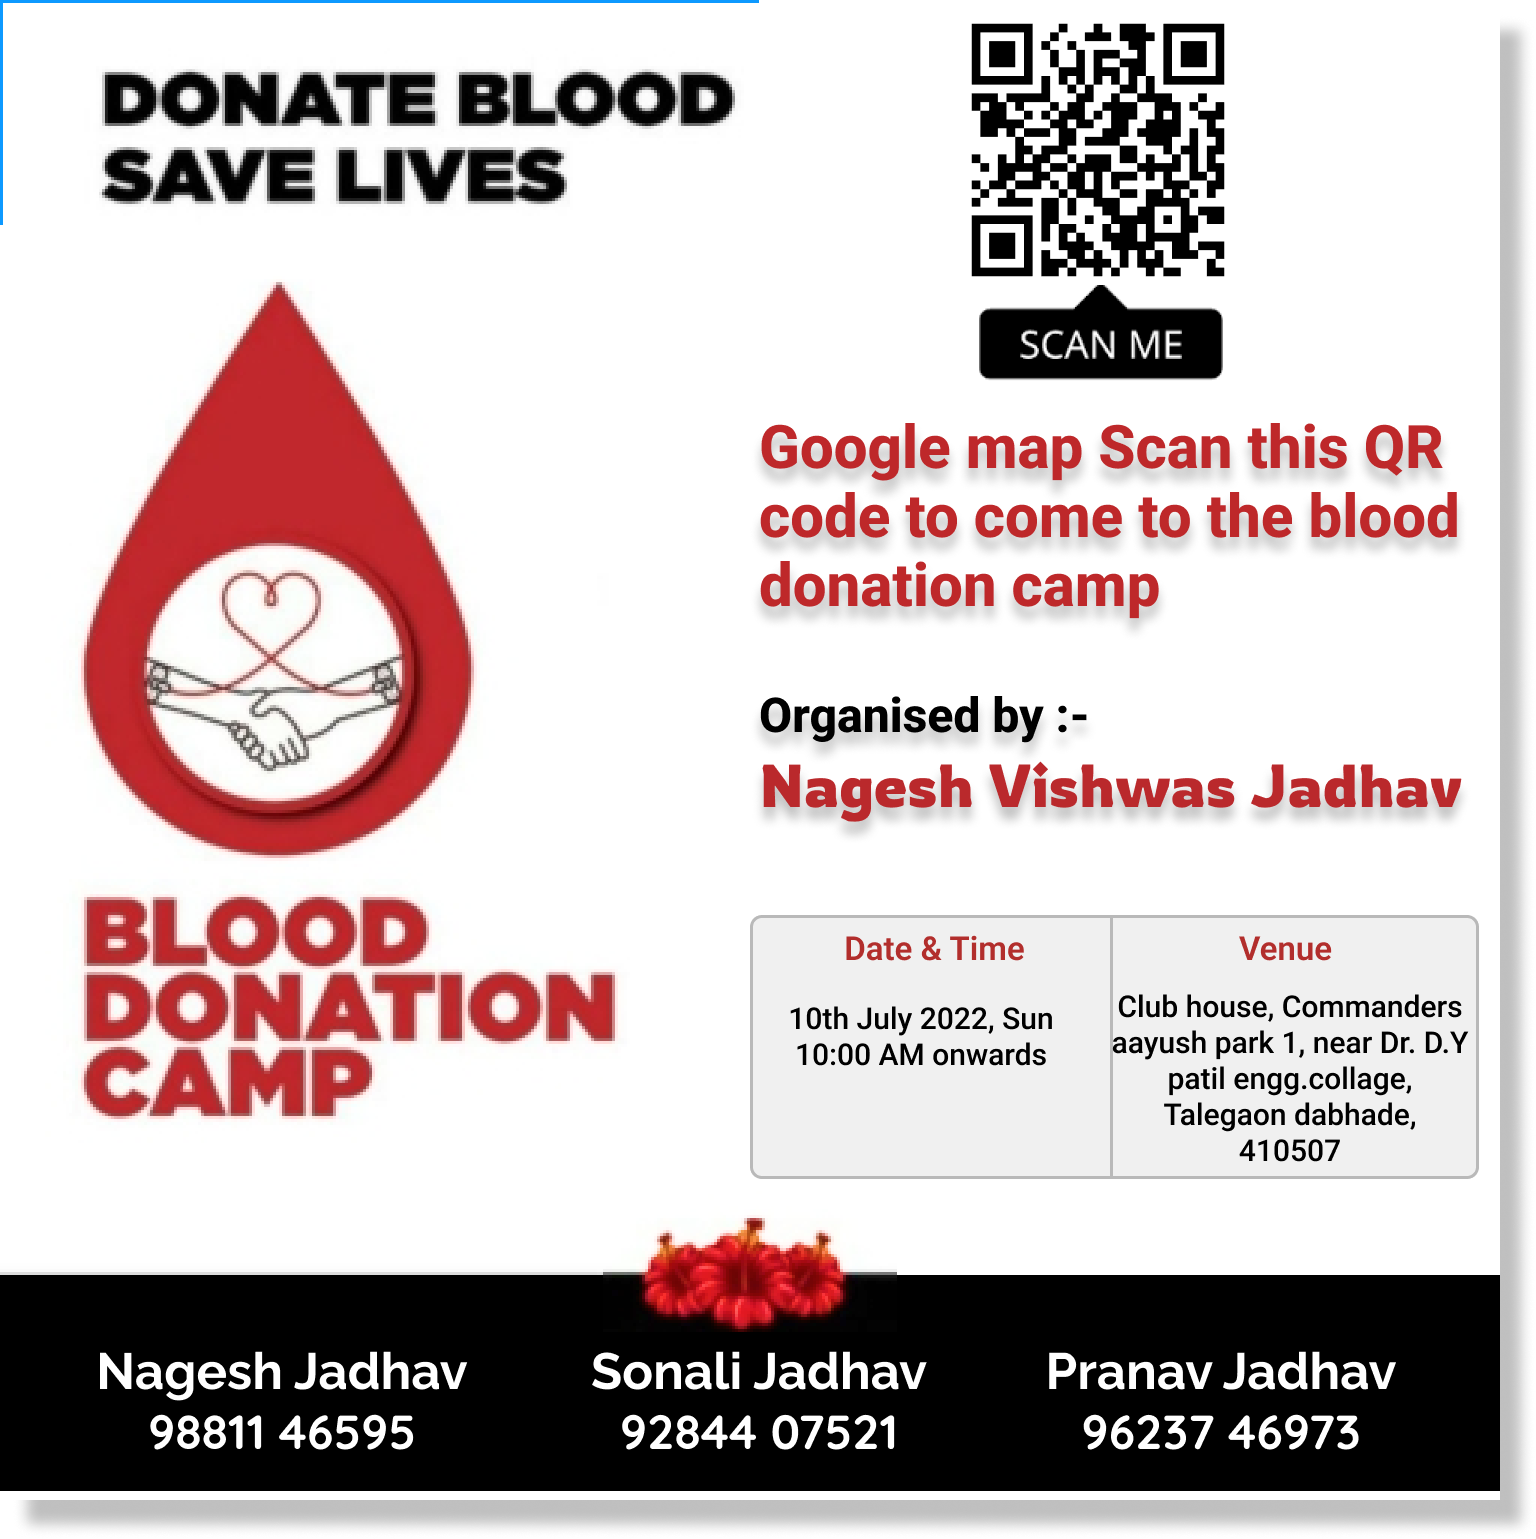 DONATE BLOOD
SAVE LIVES
SCAN ME
Google map Scan this QR
code to come to the blood
donation camp
Organised by :-
Nagesh Vishwas Jadhav
BLOOD
DONATION
CAMP
Date & Time
10th July 2022, Sun
10:00 AM onwards
Venue
Club house, Commanders
aayush park 1, near Dr. D.Y
patil engg.collage,
Talegaon dabhade,
410507
Nagesh Jadhav
98811 46595
Sonali Jadhav
92844 07521
Pranav Jadhav
96237 46973